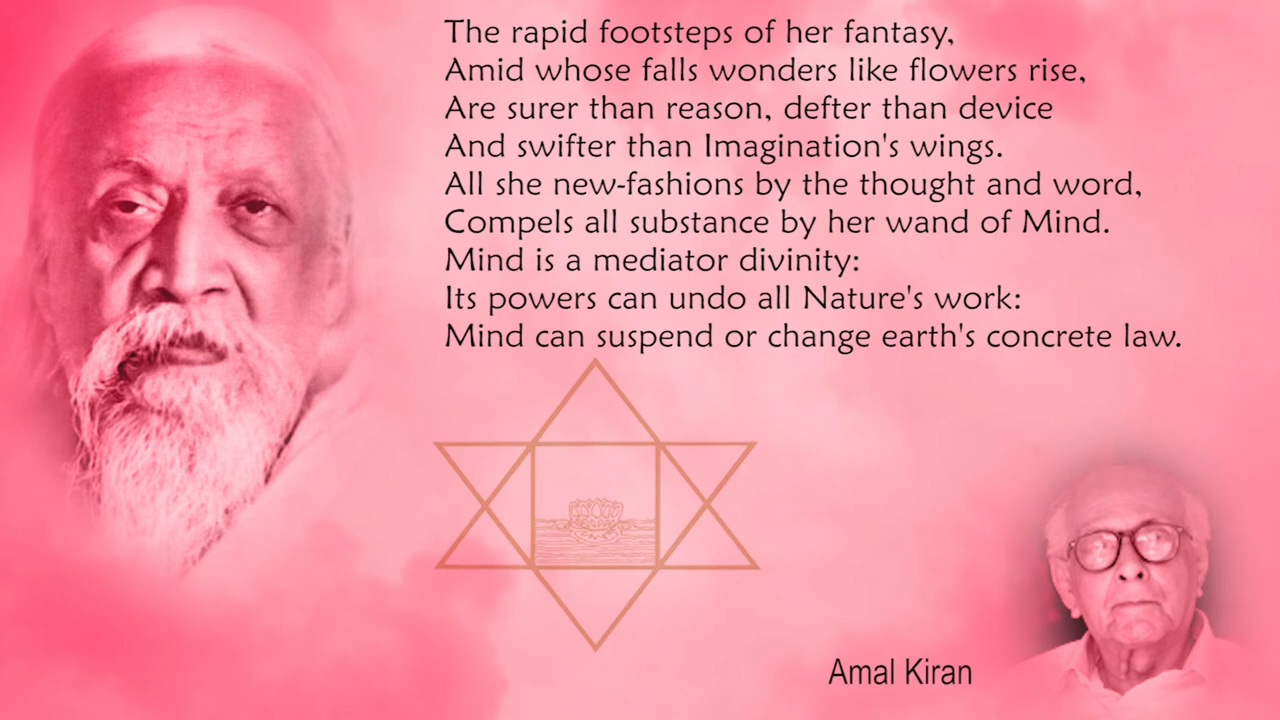 The rapid footsteps of her fantasy,
Amid whose falls wonders like flowers rise,
Are surer than reason, defter than device
And swifter than Imagination's wings.
All she new-fashions by the thought and word,
Compels all substance by her wand of Mind.
Mind is a mediator divinity:
Its powers can undo all Nature's work:
Mind can suspend or change earth's concrete law.
Amal Kiran